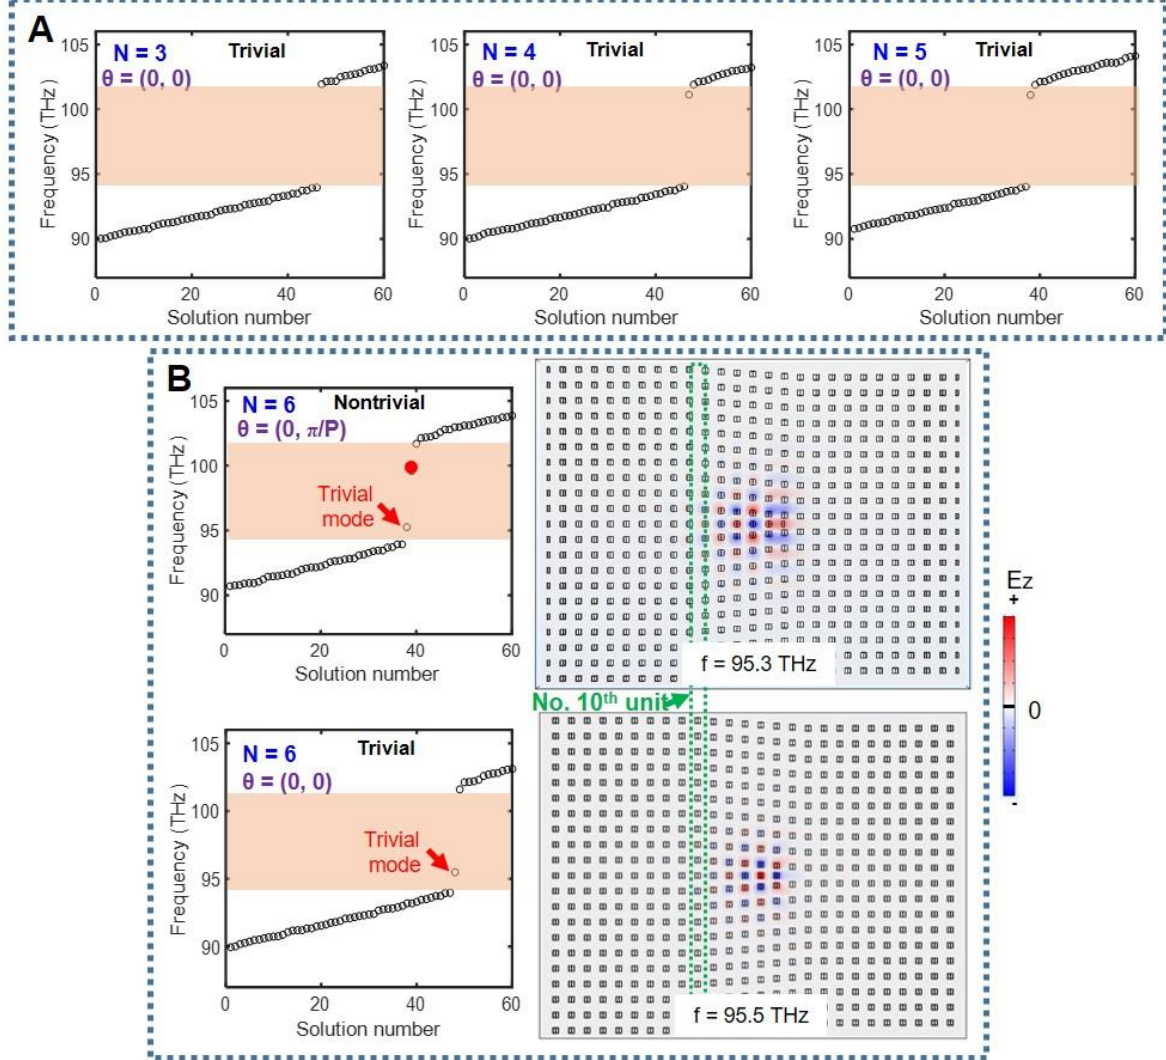 A
N = 3
Trivial
θ = (0, 0)
105
100
95
90
Frequency (THz)
0 20 40 60
Solution number
N = 4
Trivial
θ = (0, 0)
105
100
95
90
Frequency (THz)
0 20 40 60
Solution number
N = 5
Trivial
θ = (0, 0)
105
100
95
90
Frequency (THz)
0 20 40 60
Solution number
B
N = 6
Nontrivial
θ = (0, π/P)
105
100
95
90
Frequency (THz)
Trivial
mode
0 20 40 60
Solution number
f = 95.3 THz
No. 10th unit
Ez
+
0
-
N = 6
Trivial
θ = (0, 0)
105
100
95
90
Frequency (THz)
Trivial
mode
0 20 40 60
Solution number
f = 95.5 THz